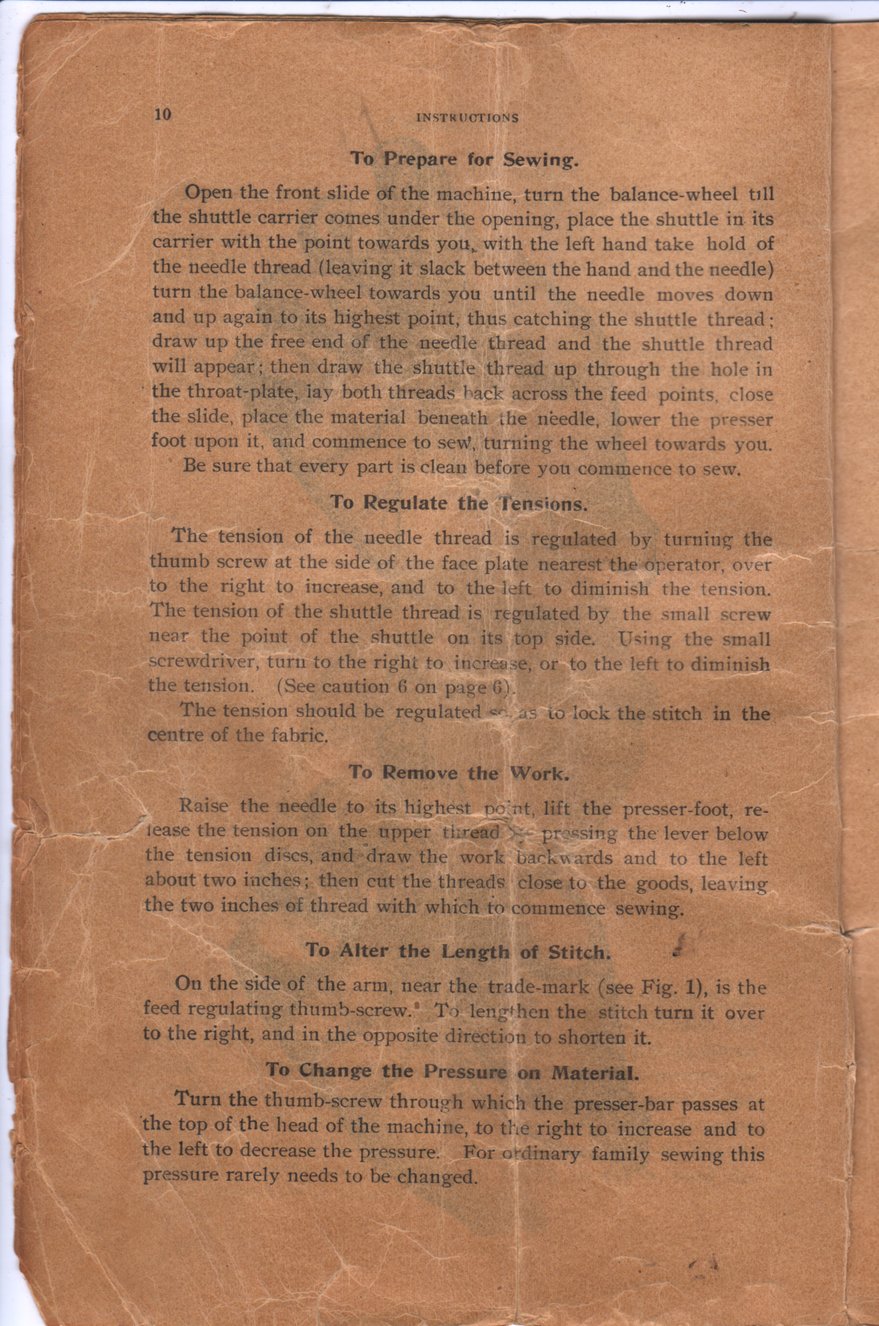 10
INSTRUCTIONS
To Prepare for Sewing.
Open the front slide of the machine, turn the balance-wheel till
the shuttle carrier comes under the opening, place the shuttle in its
carrier with the point towards you, with the left hand take hold of
the needle thread (leaving it slack between the hand and the needle)
turn the balance-wheel towards you until the needle moves down
and up again to its highest point, thus catching the shuttle thread;
draw up the free end of the needle thread and the shuttle thread
will appear; then draw the shuttle thread up through the hole in
the throat-plate, lay both threads back across the feed points, close
the slide, place the material beneath the needle, lower the presser
foot upon it, and commence to sew, turning the wheel towards you.
Be sure that every part is clean before you commence to sew.
To Regulate the Tensions.
The tension of the needle thread is regulated by turning the
thumb screw at the side of the face plate nearest the operator, over
to the right to increase, and to the left to diminish the tension.
The tension of the shuttle thread is regulated by the small screw
near the point of the shuttle on its top side. Using the small
screwdriver, turn to the right to increase, or to the left to diminish
the tension. (See caution 6 on page 6).
The tension should be regulated so as to lock the stitch in the
centre of the fabric.
To Remove the Work.
Raise the needle to its highest point, lift the presser-foot, re-
lease the tension on the upper thread by pressing the lever below
the tension discs, and draw the work backwards and to the left
about two inches; then cut the threads close to the goods, leaving
the two inches of thread with which to commence sewing.
To Alter the Length of Stitch.
On the side of the arm, near the trade-mark (see Fig. 1), is the
feed regulating thumb-screw. To lengthen the stitch turn it over
to the right, and in the opposite direction to shorten it.
To Change the Pressure on Material.
Turn the thumb-screw through which the presser-bar passes at
the top of the head of the machine, to the right to increase and to
the left to decrease the pressure. For ordinary family sewing this
pressure rarely needs to be changed.